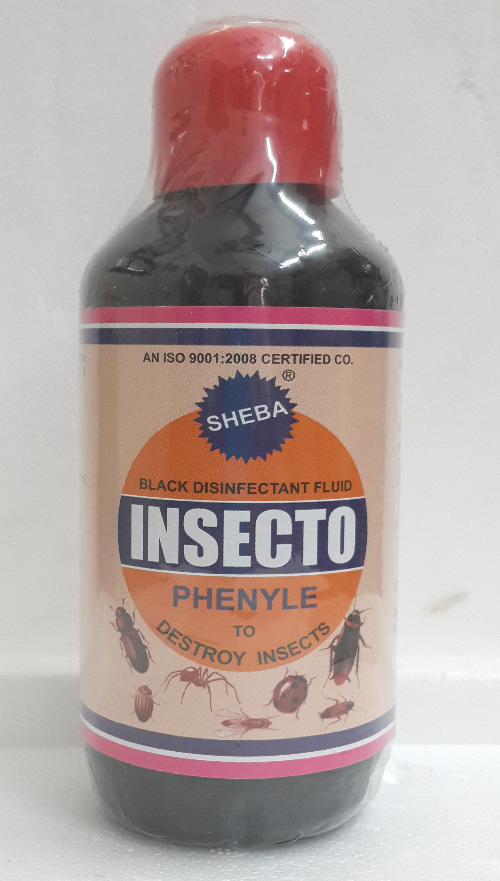 AN ISO 9001:2008 CERTIFIED CO.
®
SHEBA
BLACK DISINFECTANT FLUID
INSECTO
PHENYLE
TO
DESTROY INSECTS